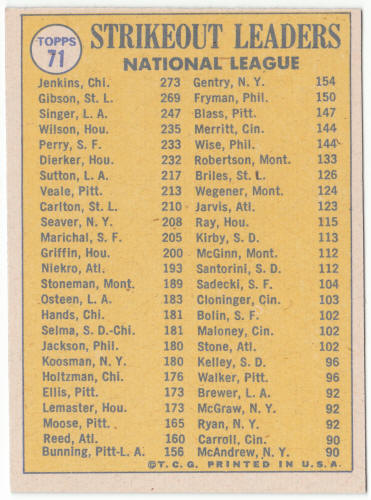 TOPPS
71
STRIKEOUT LEADERS
NATIONAL LEAGUE
Jenkins, Chi. 273
Gibson, St. L. 269
Singer, L. A. 247
Wilson, Hou. 235
Perry, S. F. 233
Dierker, Hou. 232
Sutton, L. A. 217
Veale, Pitt. 213
Carlton, St. L. 210
Seaver, N. Y. 208
Marichal, S. F. 205
Griffin, Hou. 200
Niekro, Atl. 193
Stoneman, Mont. 189
Osteen, L. A. 183
Hands, Chi. 181
Selma, S. D.-Chi. 181
Jackson, Phil. 180
Koosman, N. Y. 180
Holtzman, Chi. 176
Ellis, Pitt. 173
Lemaster, Hou. 173
Moose, Pitt. 165
Reed, Atl. 160
Bunning, Pitt-L. A. 156
Gentry, N. Y. 154
Fryman, Phil. 150
Blass, Pitt. 147
Merritt, Cin. 144
Wise, Phil. 144
Robertson, Mont. 133
Briles, St. L. 126
Wegener, Mont. 124
Jarvis, Atl. 123
Ray, Hou. 115
Kirby, S. D. 113
McGinn, Mont. 112
Santorini, S. D. 112
Sadecki, S. F. 104
Cloninger, Cin. 103
Bolin, S. F. 102
Maloney, Cin. 102
Stone, Atl. 102
Kelley, S. D. 96
Walker, Pitt. 96
Brewer, L. A. 92
McGraw, N. Y. 92
Ryan, N. Y. 92
Carroll, Cin. 90
McAndrew, N. Y. 90
© T. C. G. PRINTED IN U. S. A.